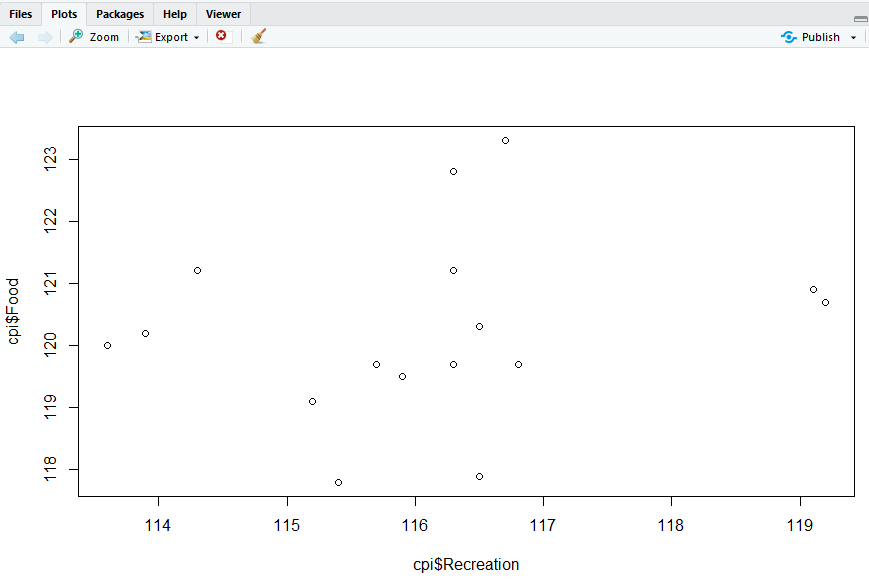 Files Plots Packages Help Viewer
Zoom Export Publish
123
122
121
120
119
118
cpi$Food
114 115 116 117 118 119
cpi$Recreation